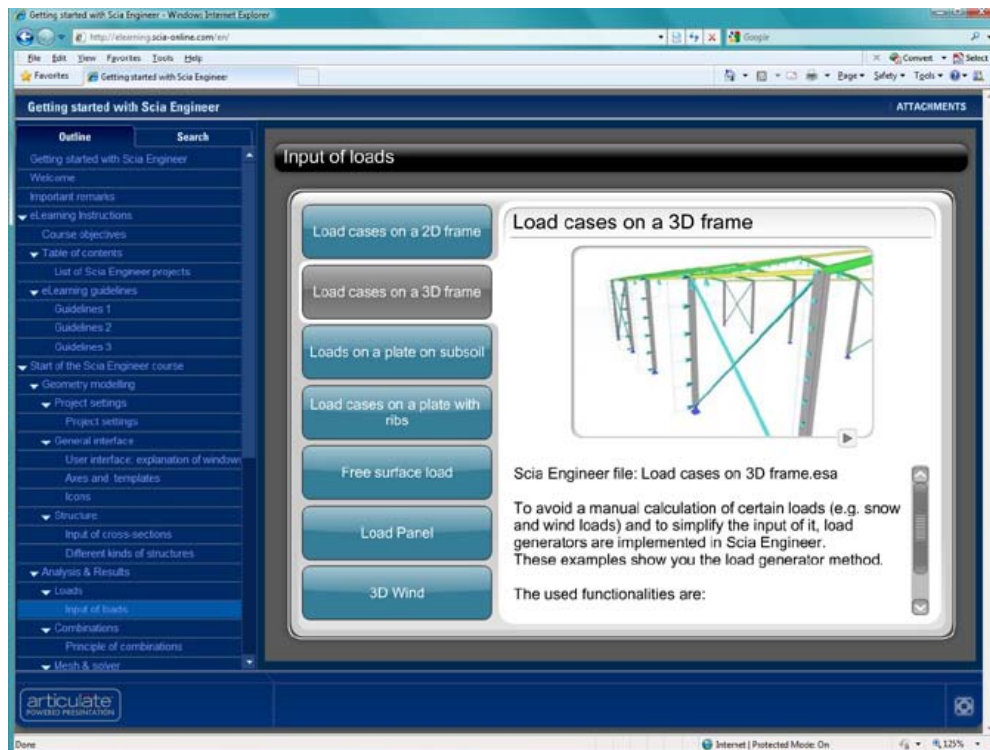 Getting started with Scia Engineer - Windows Internet Explorer
http://elearning.scia-online.com/en/
Google
File Edit View Favorites Tools Help
Convert Select
Favorites Getting started with Scia Engineer
Page Safety Tools
Getting started with Scia Engineer
ATTACHMENTS
Outline Search
Getting started with Scia Engineer
Welcome
Important remarks
eLearning Instructions
Course objectives
Table of contents
List of Scia Engineer projects
eLearning guidelines
Guidelines 1
Guidelines 2
Guidelines 3
Start of the Scia Engineer course
Geometry modelling
Project settings
Project settings
General interface
User interface: explanation of window
Axes and templates
Icons
Structure
Input of cross-sections
Different kinds of structures
Analysis & Results
Loads
Input of loads
Combinations
Principle of combinations
Mesh & solver
Input of loads
Load cases on a 2D frame
Load cases on a 3D frame
Loads on a plate on subsoil
Load cases on a plate with
ribs
Free surface load
Load Panel
3D Wind
Load cases on a 3D frame
Scia Engineer file: Load cases on 3D frame.esa
To avoid a manual calculation of certain loads (e.g. snow
and wind loads) and to simplify the input of it, load
generators are implemented in Scia Engineer.
These examples show you the load generator method.
The used functionalities are:
articulate
POWERED PRESENTATION
Done
Internet | Protected Mode: On
125%